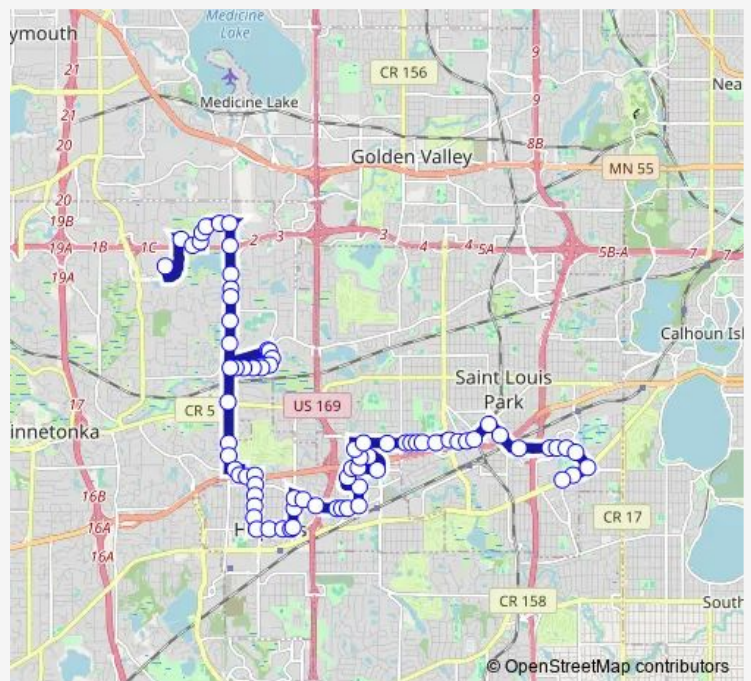 Medicine
Lake
ymouth
21
CR 156
9
Nea
Medicine Lake
9
21
20
8B
Golden Valley
MN 55
20
19B
19A
1B
1C
2
3
3
4
4
5A
5B-A
7
7
19A
Calhoun Isl
Saint Louis
Park
17
CR 5
US 169
innetonka
16B
CR 17
16A
H
s
16A
CR 158
South
© OpenStreetMap contributors